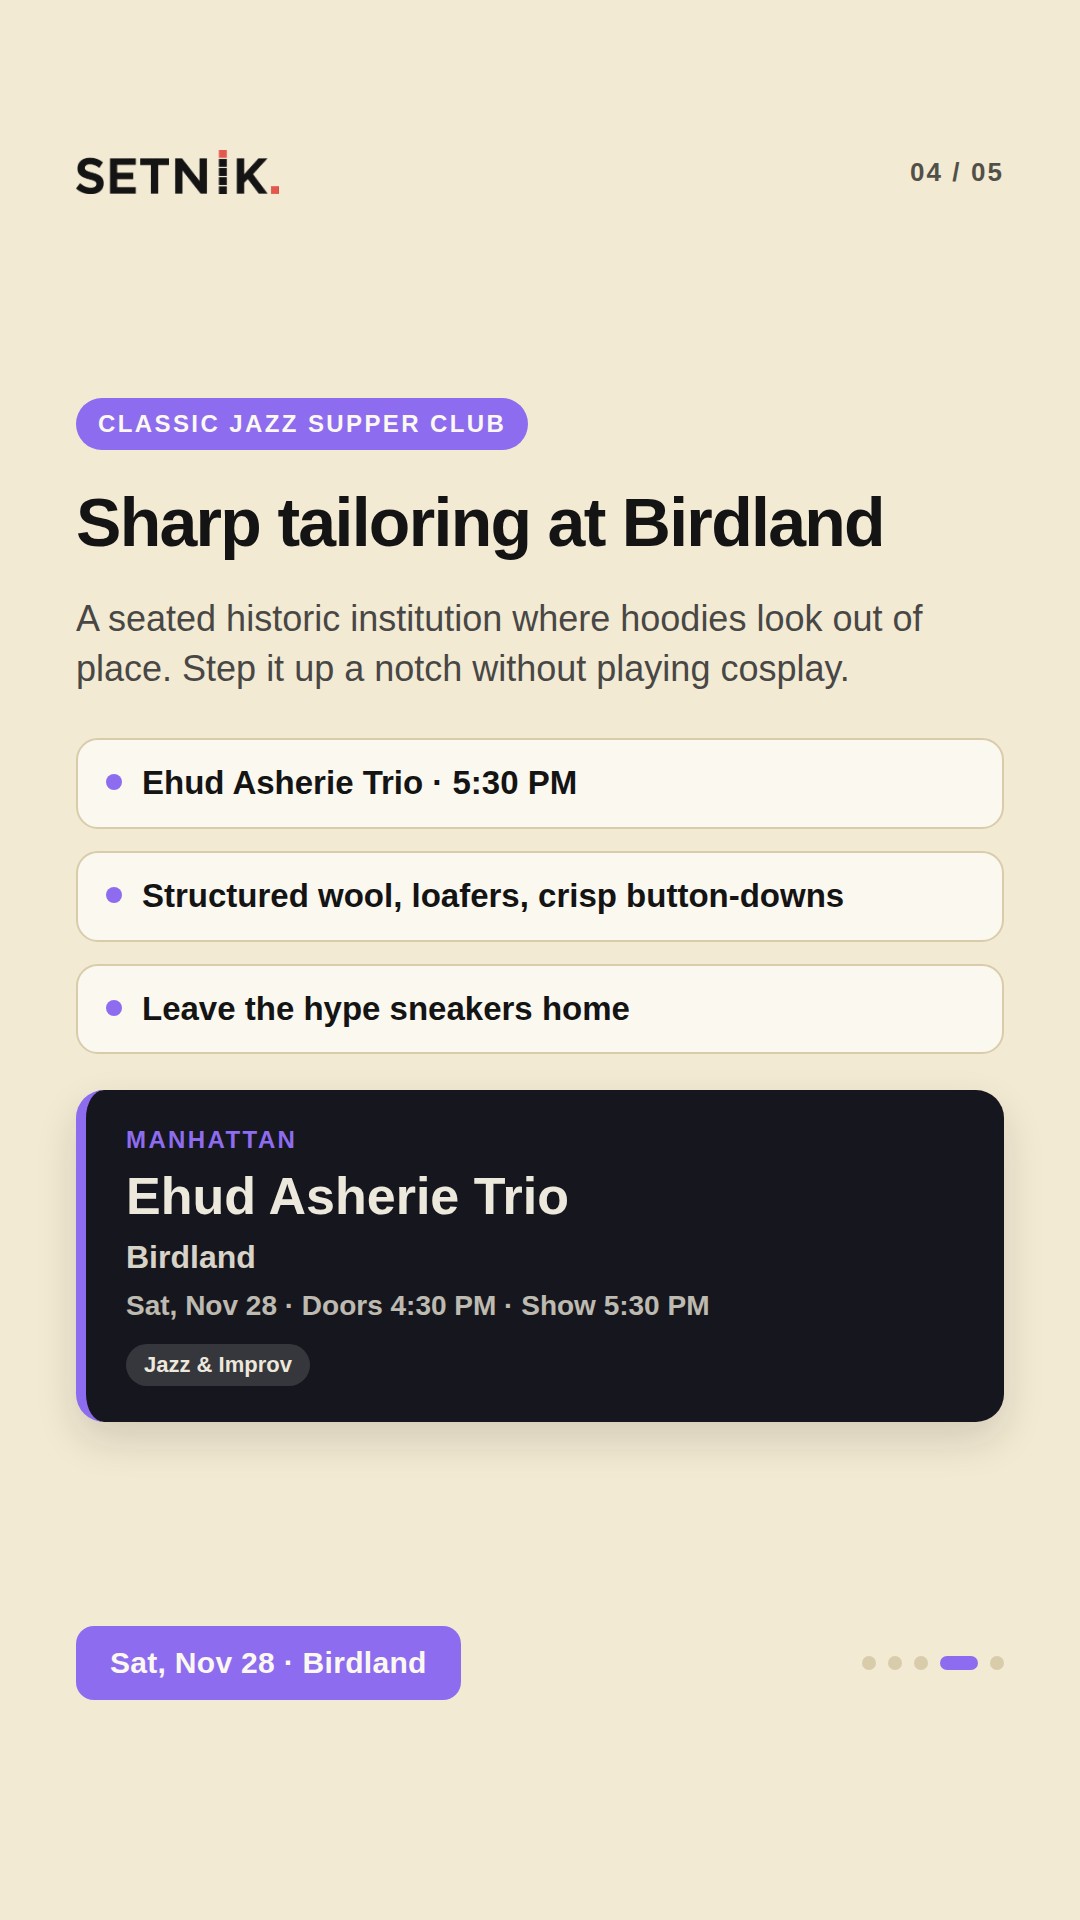 SETNIK.
04 / 05
CLASSIC JAZZ SUPPER CLUB
Sharp tailoring at Birdland
A seated historic institution where hoodies look out of
place. Step it up a notch without playing cosplay.
Ehud Asherie Trio · 5:30 PM
Structured wool, loafers, crisp button-downs
Leave the hype sneakers home
MANHATTAN
Ehud Asherie Trio
Birdland
Sat, Nov 28 · Doors 4:30 PM · Show 5:30 PM
Jazz & Improv
Sat, Nov 28 · Birdland